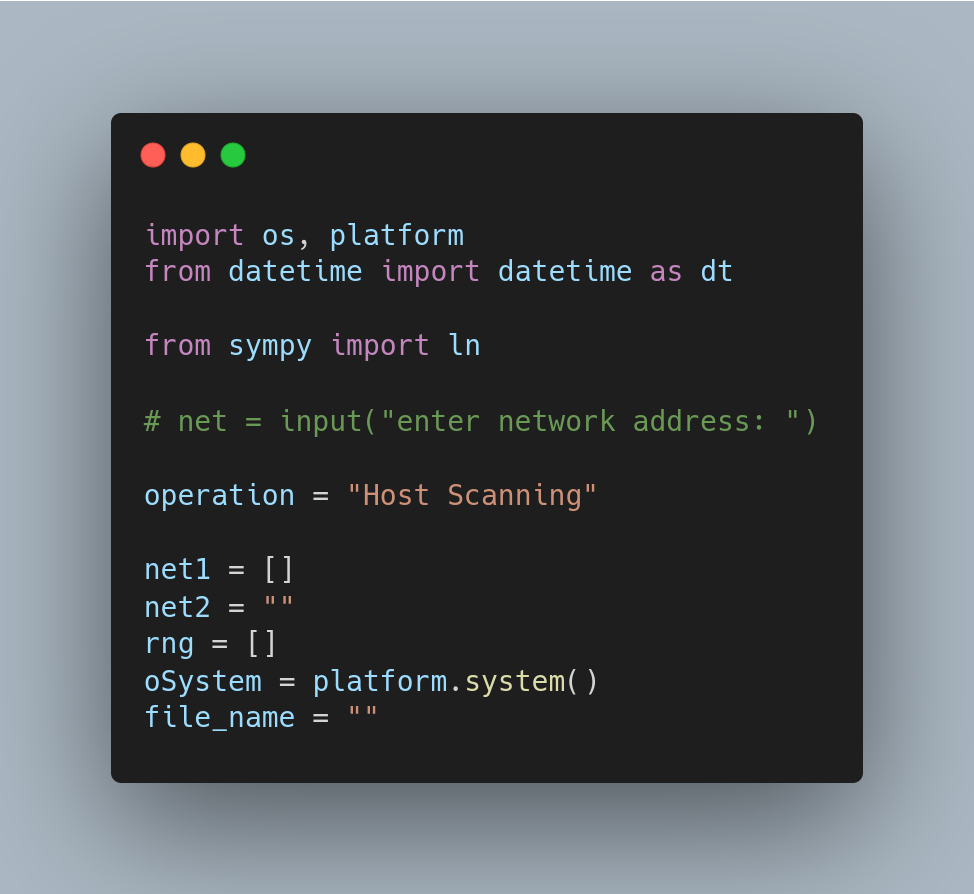 import os, platform
from datetime import datetime as dt
from sympy import ln
# net = input("enter network address: ")
operation = "Host Scanning"
net1 = []
net2 = ""
rng = []
oSystem = platform.system()
file_name = ""